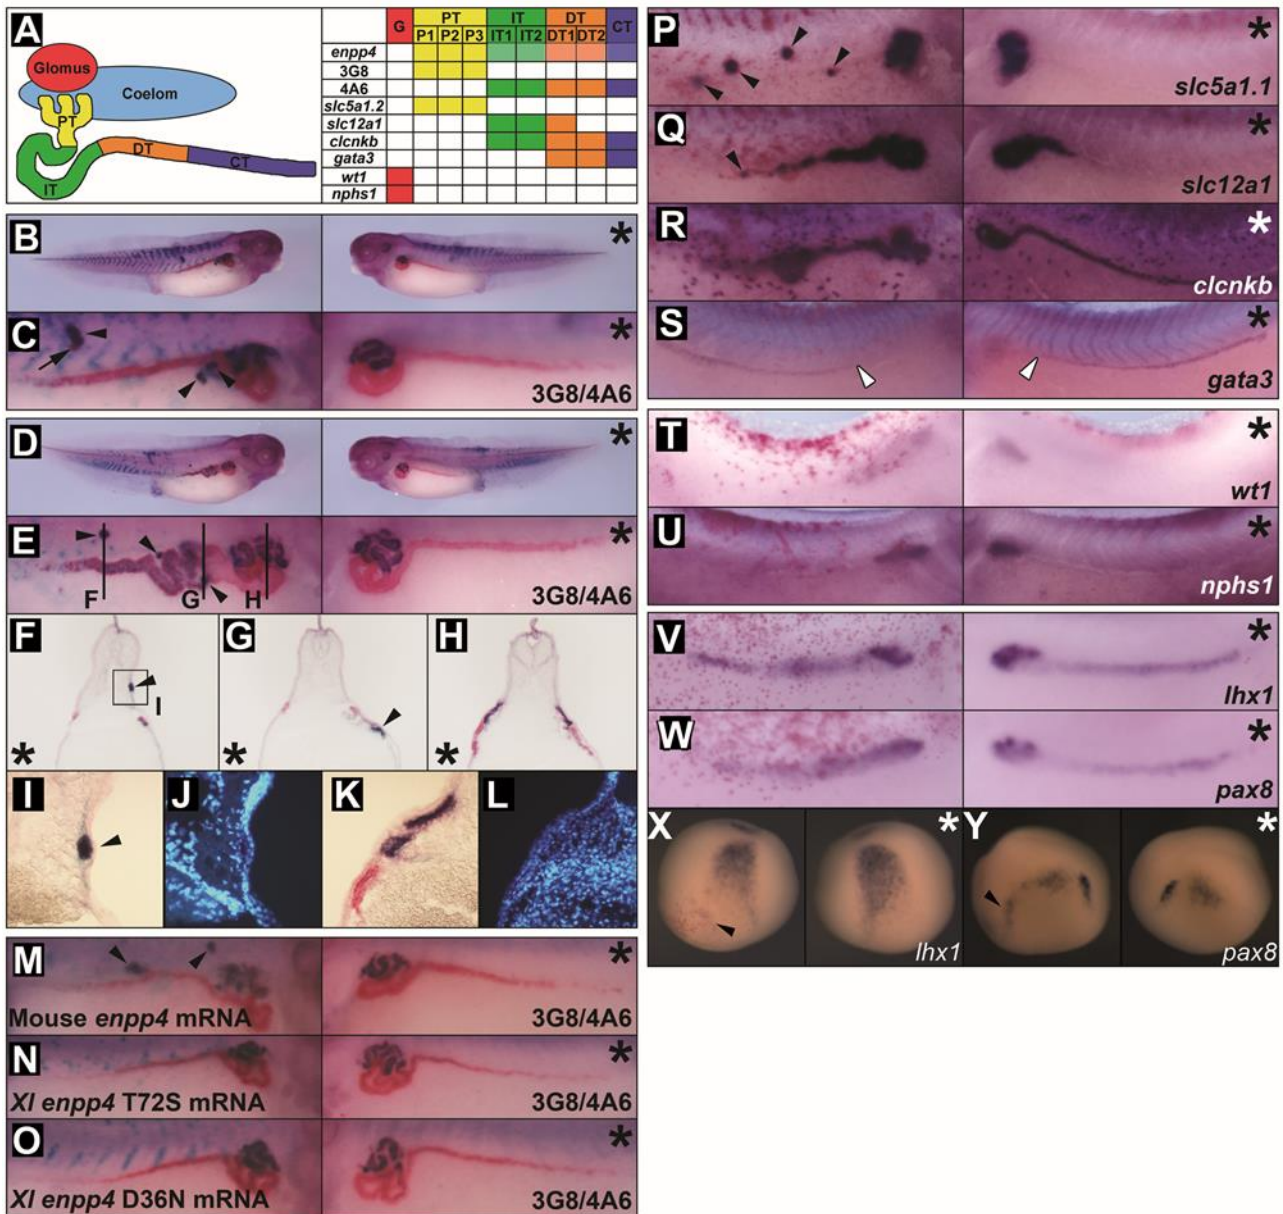 A
Glomus
Coelom
PT
IT
DT
CT
G PT IT DT CT
P1 P2 P3 IT1 IT2 DT1 DT2
enpp4
3G8
4A6
slc5a1.2
slc12a1
clcnkb
gata3
wt1
nphs1
B *
C *
3G8/4A6
D *
E *
F G H
3G8/4A6
F G H
I
* * *
I J K L
M *
Mouse enpp4 mRNA 3G8/4A6
N *
Xl enpp4 T72S mRNA 3G8/4A6
O *
Xl enpp4 D36N mRNA 3G8/4A6
P *
slc5a1.1
Q *
slc12a1
R *
clcnkb
S *
gata3
T *
wt1
U *
nphs1
V *
lhx1
W *
pax8
X * Y *
lhx1 pax8